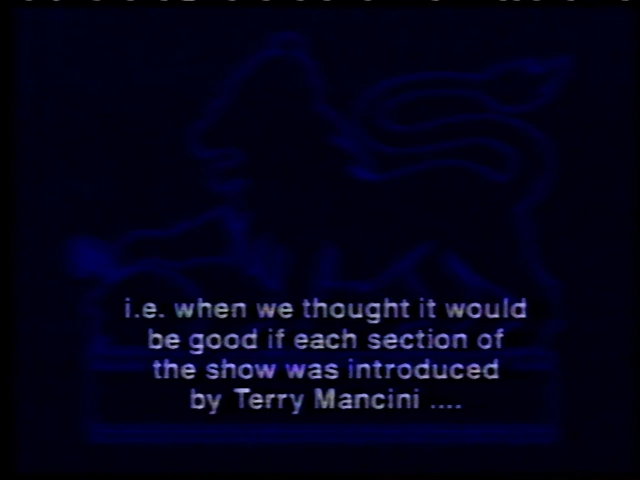 i.e. when we thought it would
be good if each section of
the show was introduced
by Terry Mancini ....